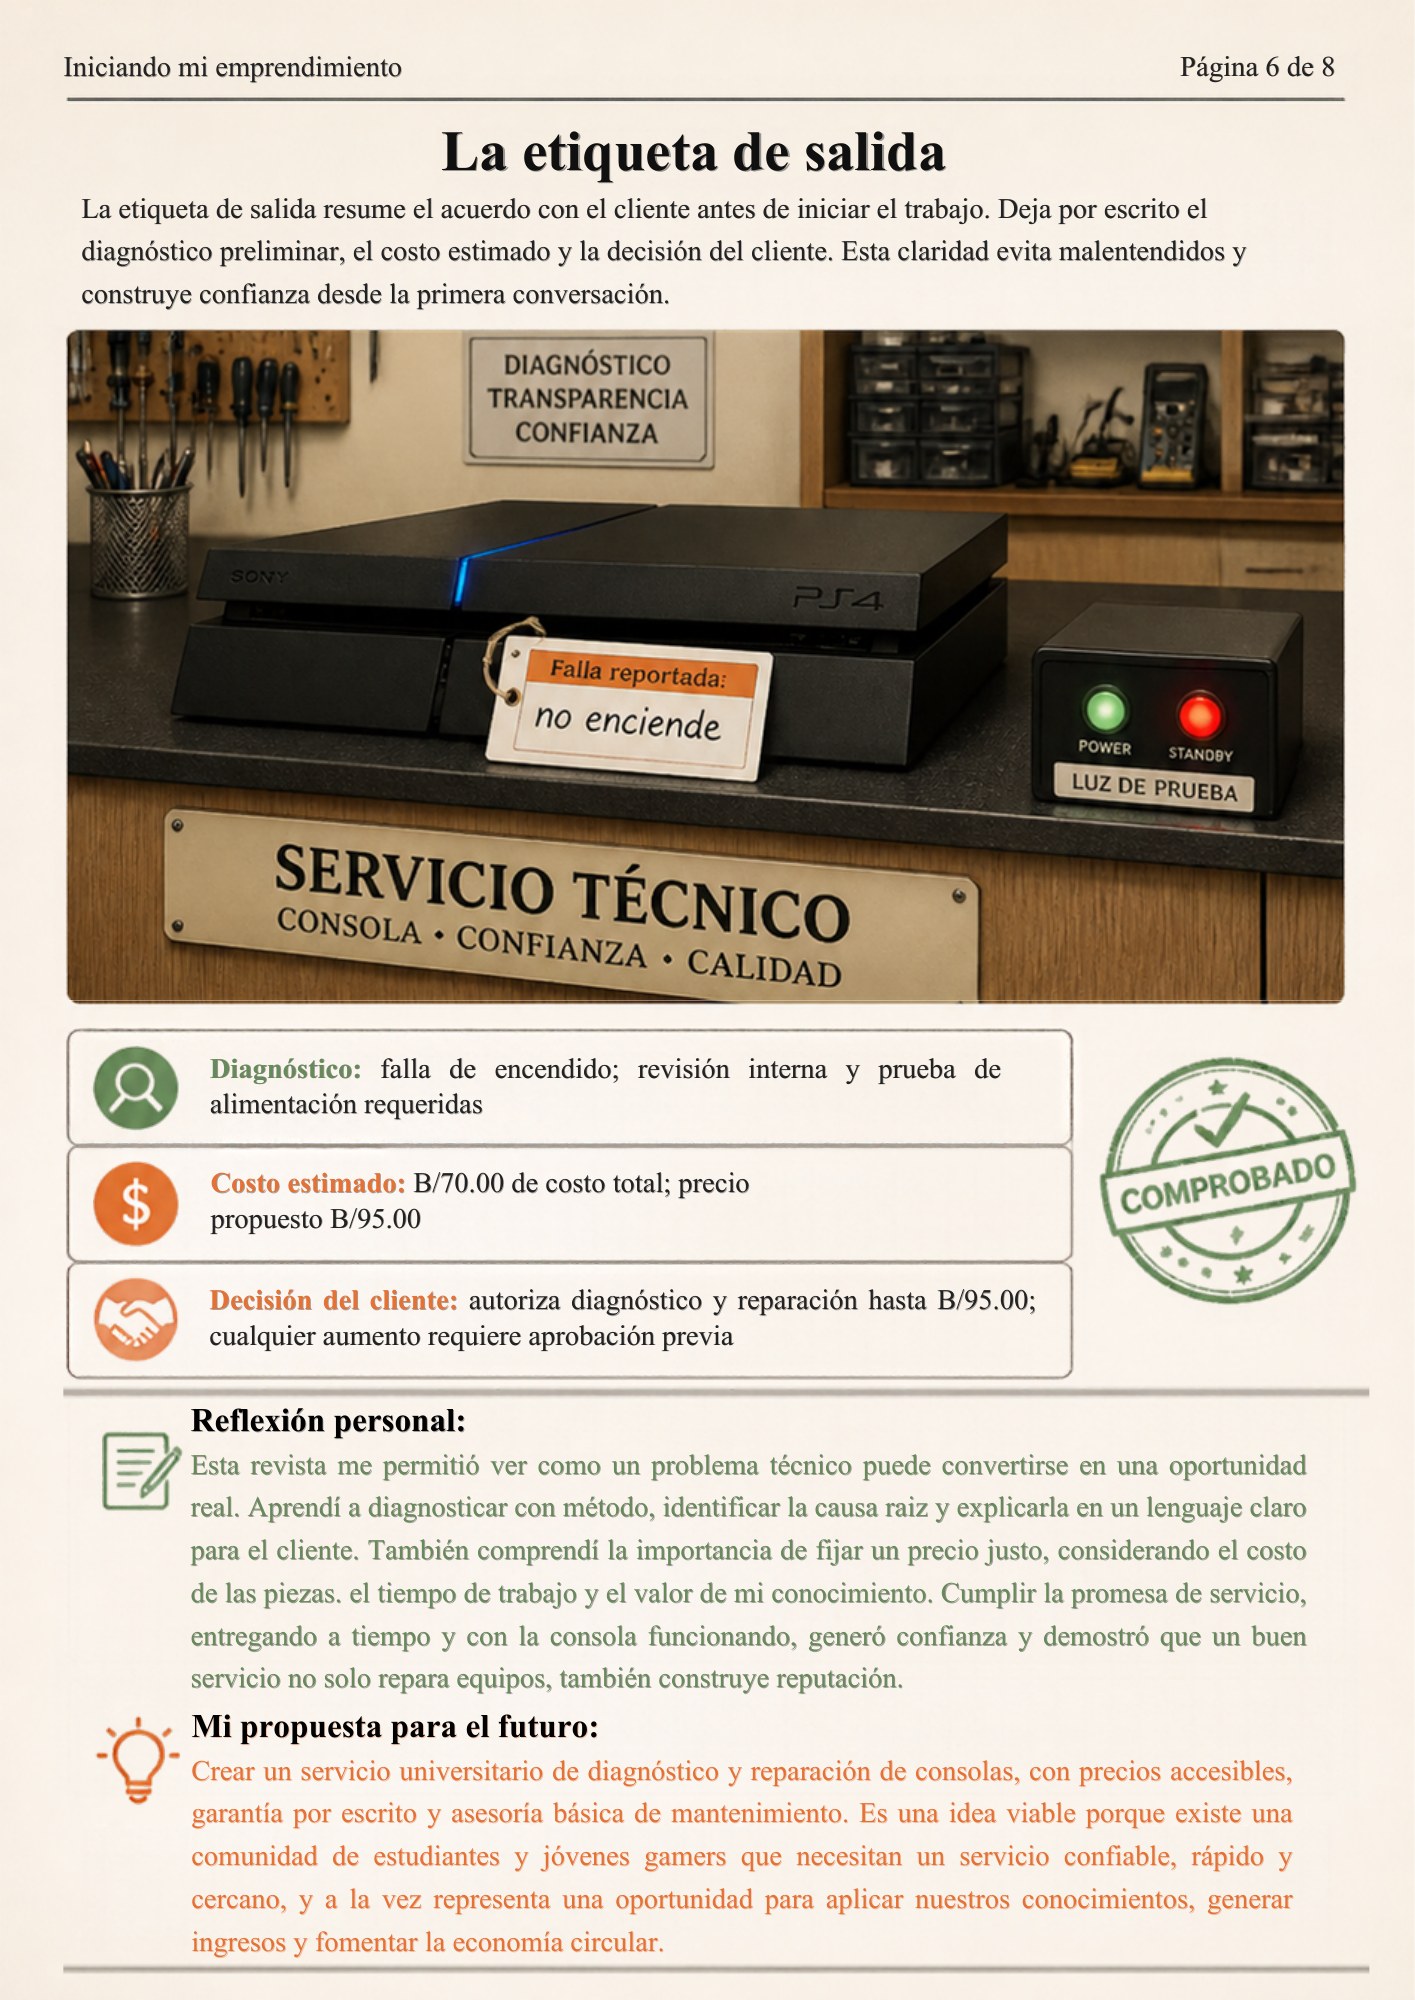 Iniciando mi emprendimiento
Página 6 de 8
La etiqueta de salida
La etiqueta de salida resume el acuerdo con el cliente antes de iniciar el trabajo. Deja por escrito el
diagnóstico preliminar, el costo estimado y la decisión del cliente. Esta claridad evita malentendidos y
construye confianza desde la primera conversación.
DIAGNÓSTICO
TRANSPARENCIA
CONFIANZA
SONY
PS4
Falla reportada:
no enciende
POWER
STANDBY
LUZ DE PRUEBA
SERVICIO TÉCNICO
CONSOLA • CONFIANZA • CALIDAD
Diagnóstico: falla de encendido; revisión interna y prueba de
alimentación requeridas
Costo estimado: B/70.00 de costo total; precio
propuesto B/95.00
Decisión del cliente: autoriza diagnóstico y reparación hasta B/95.00;
cualquier aumento requiere aprobación previa
COMPROBADO
Reflexión personal:
Esta revista me permitió ver como un problema técnico puede convertirse en una oportunidad
real. Aprendí a diagnosticar con método, identificar la causa raiz y explicarla en un lenguaje claro
para el cliente. También comprendí la importancia de fijar un precio justo, considerando el costo
de las piezas. el tiempo de trabajo y el valor de mi conocimiento. Cumplir la promesa de servicio,
entregando a tiempo y con la consola funcionando, generó confianza y demostró que un buen
servicio no solo repara equipos, también construye reputación.
Mi propuesta para el futuro:
Crear un servicio universitario de diagnóstico y reparación de consolas, con precios accesibles,
garantía por escrito y asesoría básica de mantenimiento. Es una idea viable porque existe una
comunidad de estudiantes y jóvenes gamers que necesitan un servicio confiable, rápido y
cercano, y a la vez representa una oportunidad para aplicar nuestros conocimientos, generar
ingresos y fomentar la economía circular.